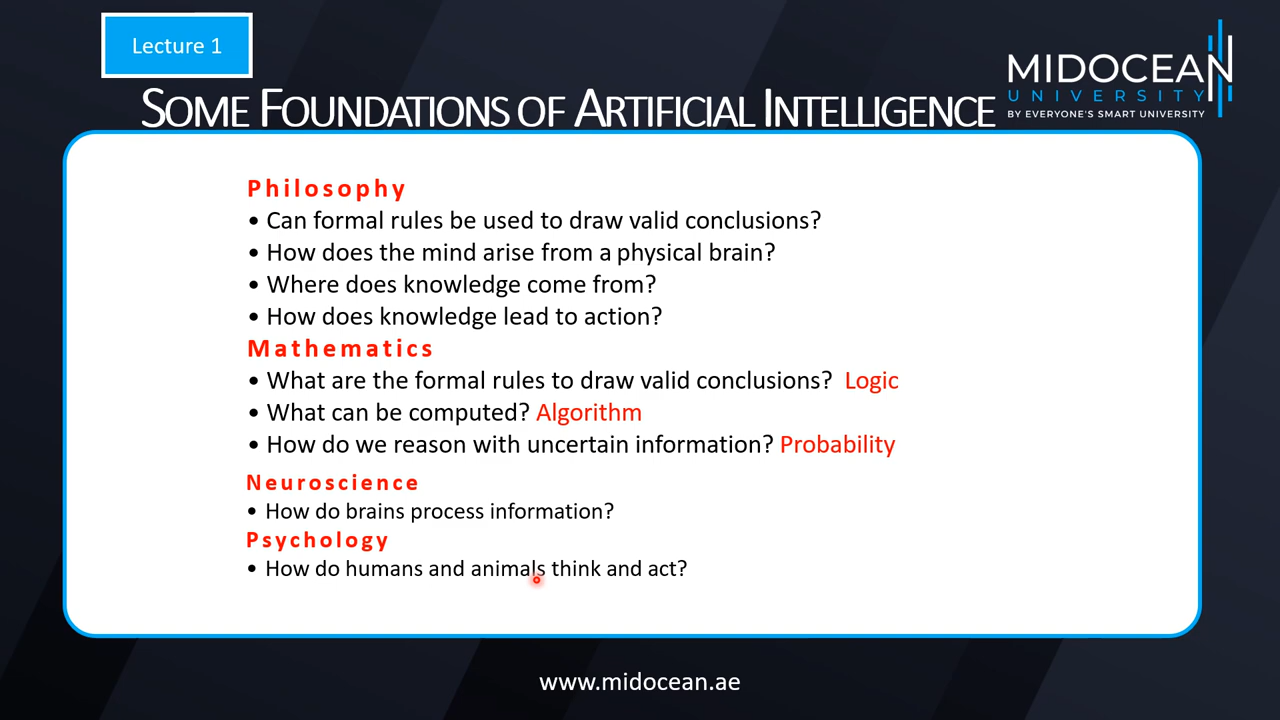 Lecture 1
MIDOCEAN
UNIVERSITY
BY EVERYONE'S SMART UNIVERSITY
SOME FOUNDATIONS OF ARTIFICIAL INTELLIGENCE
Philosophy
• Can formal rules be used to draw valid conclusions?
• How does the mind arise from a physical brain?
• Where does knowledge come from?
• How does knowledge lead to action?
Mathematics
• What are the formal rules to draw valid conclusions? Logic
• What can be computed? Algorithm
• How do we reason with uncertain information? Probability
Neuroscience
• How do brains process information?
Psychology
• How do humans and animals think and act?
www.midocean.ae